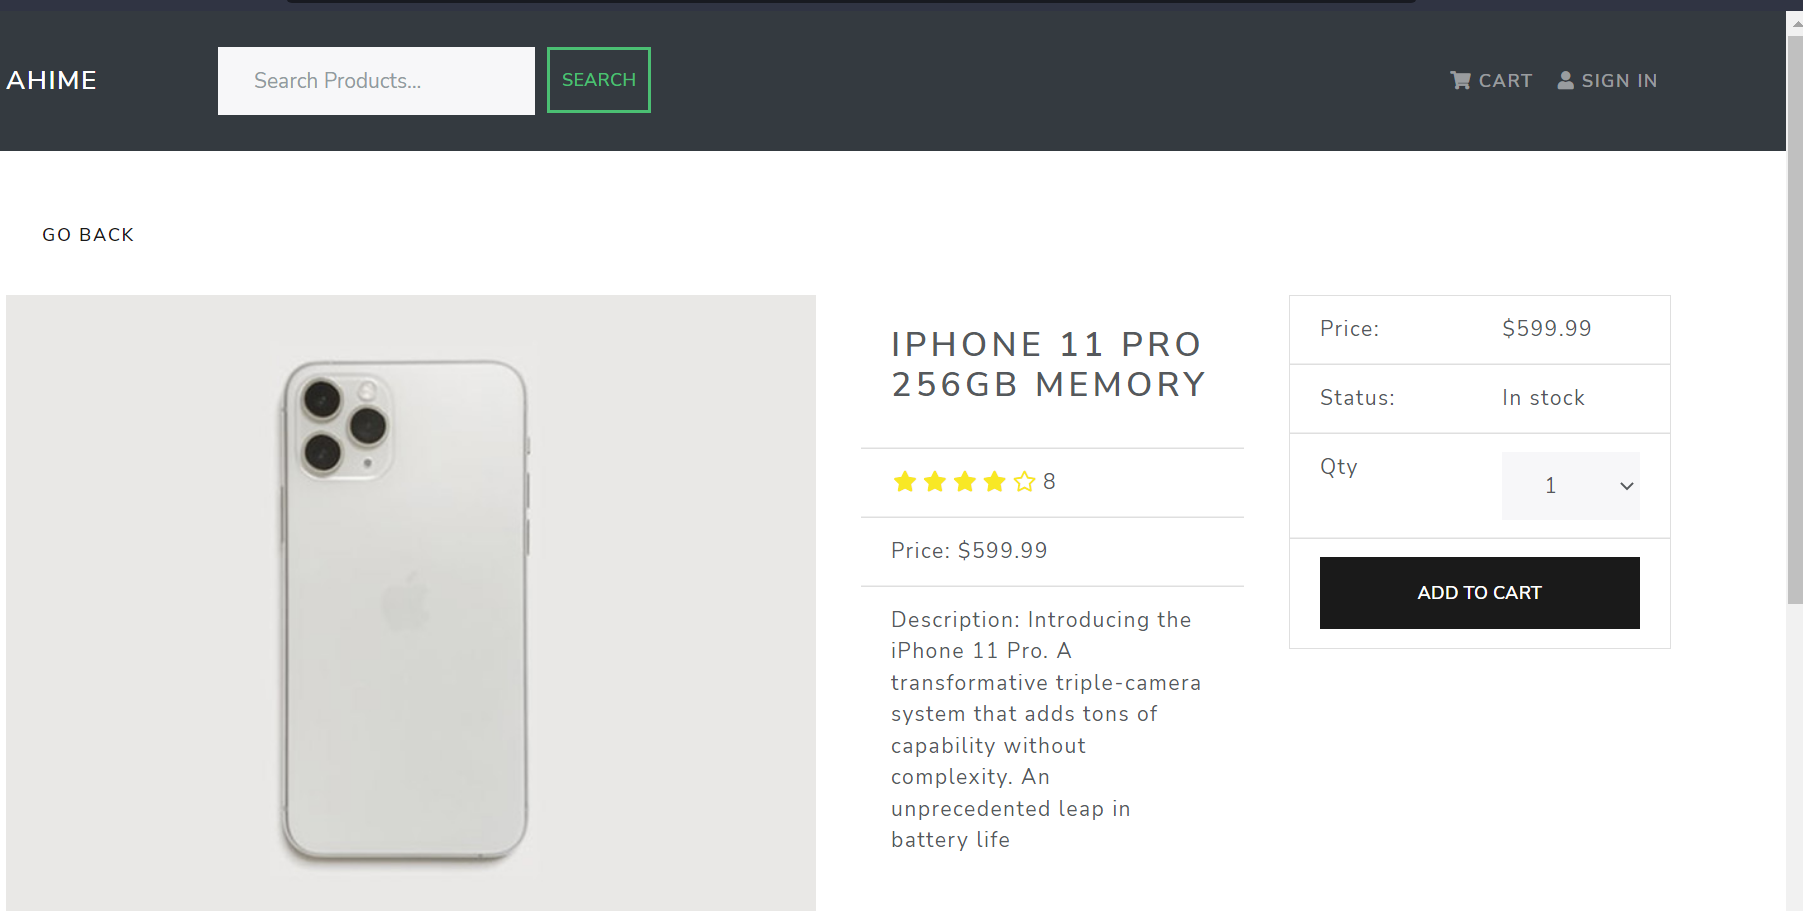 AHIME
Search Products...
SEARCH
CART
SIGN IN
GO BACK
IPHONE 11 PRO
256GB MEMORY
8
Price: $599.99
Description: Introducing the
iPhone 11 Pro. A
transformative triple-camera
system that adds tons of
capability without
complexity. An
unprecedented leap in
battery life
Price: $599.99
Status: In stock
Qty 1
ADD TO CART